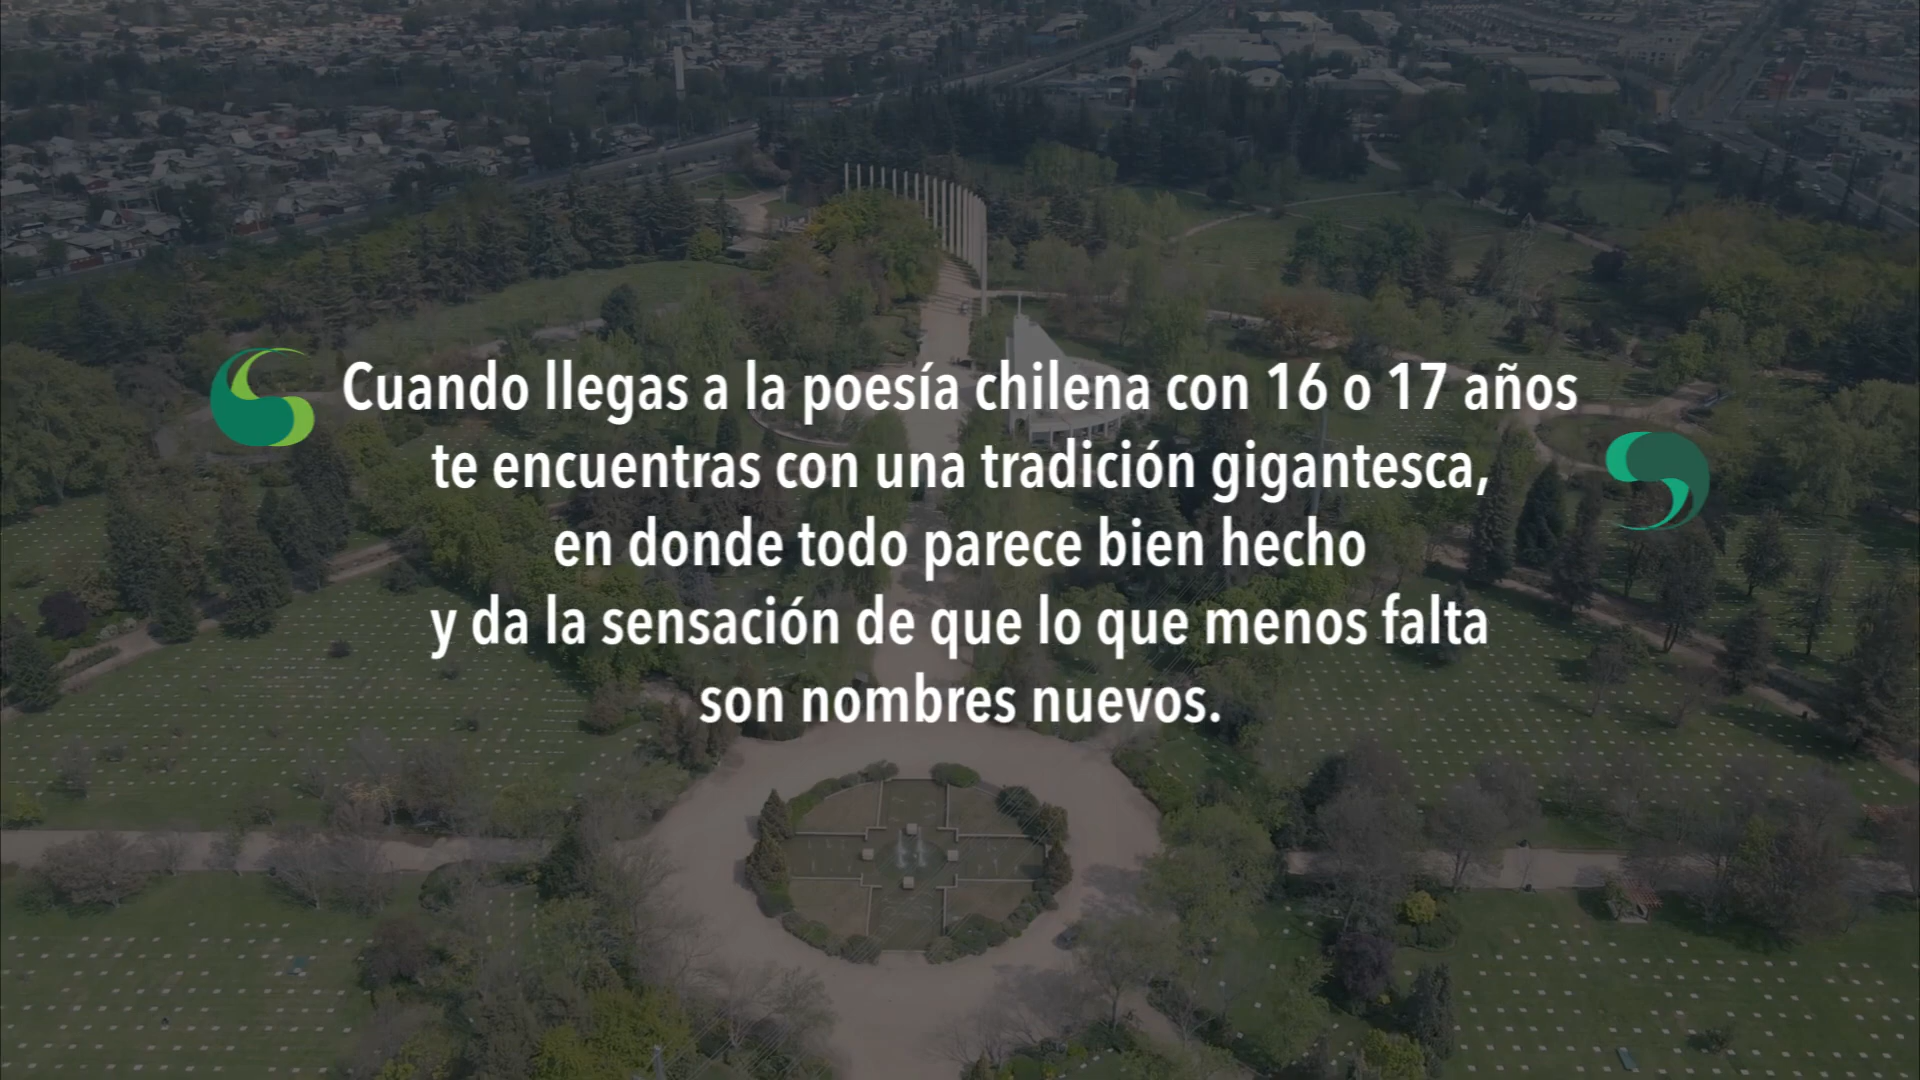 Cuando llegas a la poesía chilena con 16 o 17 años
te encuentras con una tradición gigantesca,
en donde todo parece bien hecho
y da la sensación de que lo que menos falta
son nombres nuevos.